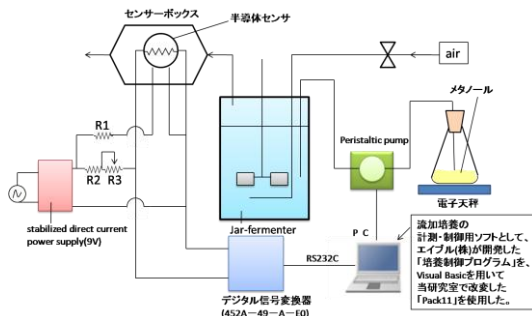 センサーボックス
半導体センサ
air
メタノール
R1
Peristaltic pump
R2
R3
電子天秤
stabilized direct current
power supply(9V)
Jar-fermenter
PC
RS232C
デジタル信号変換器
(452A-49-A-E0)
流加培養の
計測・制御用ソフトとして、
エイブル(株)が開発した
「培養制御プログラム」を、
Visual Basicを用いて
当研究室で改変した
「Pack11」を使用した。